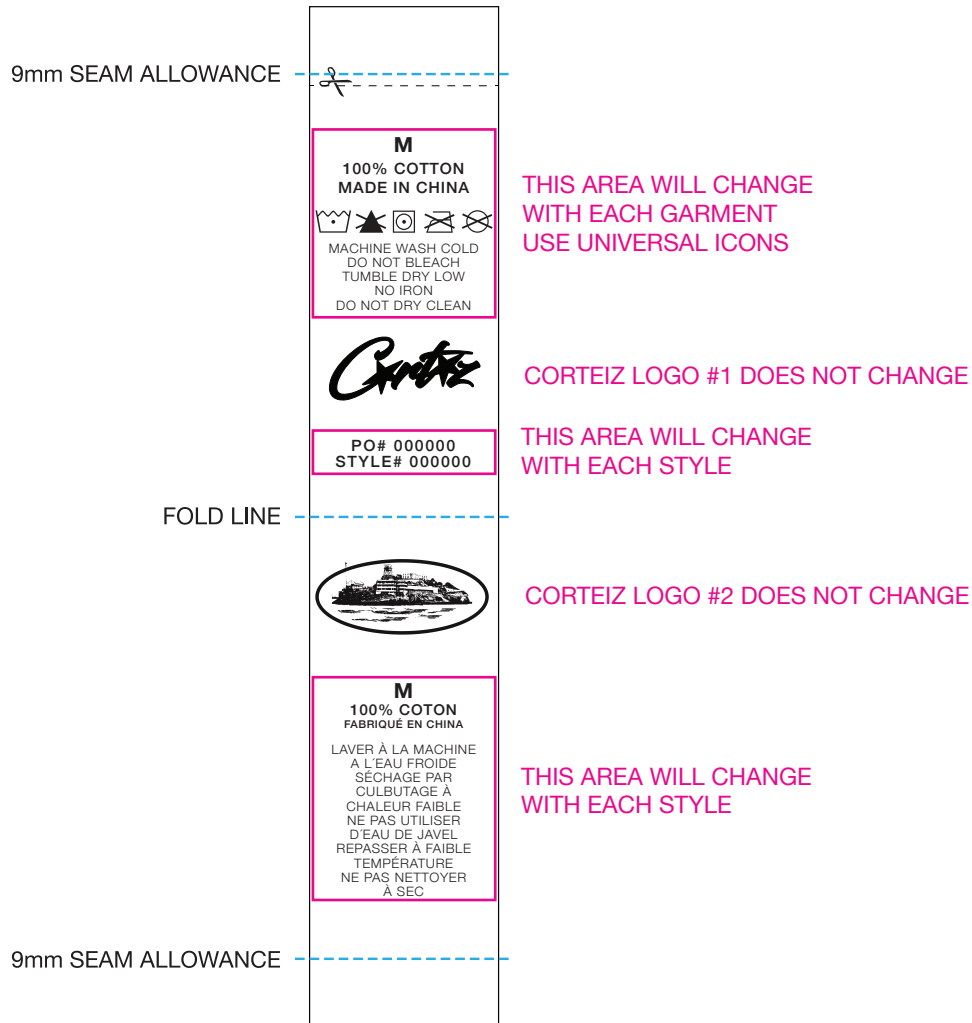 9mm SEAM ALLOWANCE
M
100% COTTON
MADE IN CHINA
MACHINE WASH COLD
DO NOT BLEACH
TUMBLE DRY LOW
NO IRON
DO NOT DRY CLEAN
THIS AREA WILL CHANGE
WITH EACH GARMENT
USE UNIVERSAL ICONS
Corteiz
CORTEIZ LOGO #1 DOES NOT CHANGE
PO# 000000
STYLE# 000000
THIS AREA WILL CHANGE
WITH EACH STYLE
FOLD LINE
CORTEIZ LOGO #2 DOES NOT CHANGE
M
100% COTON
FABRIQUÉ EN CHINA
LAVER À LA MACHINE
A L´EAU FROIDE
SÉCHAGE PAR
CULBUTAGE À
CHALEUR FAIBLE
NE PAS UTILISER
D'EAU DE JAVEL
REPASSER À FAIBLE
TEMPÉRATURE
NE PAS NETTOYER
À SEC
THIS AREA WILL CHANGE
WITH EACH STYLE
9mm SEAM ALLOWANCE